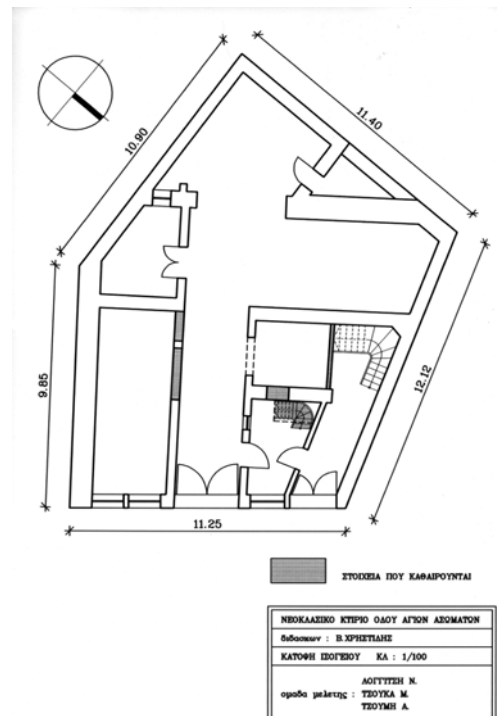 10.90
11.40
9.85
12.12
11.25
ΣΤΟΙΧΕΙΑ ΠΟΥ ΚΑΘΑΙΡΟΥΝΤΑΙ
ΝΕΟΚΛΑΣΙΚΟ ΚΤΙΡΙΟ ΟΔΟΥ ΑΓΙΩΝ ΑΣΩΜΑΤΩΝ
διδασκων : Β.ΧΡΗΣΤΙΔΗΣ
ΚΑΤΟΨΗ ΙΣΟΓΕΙΟΥ ΚΛ : 1/100
ΛΟΓΓΙΤΣΗ Ν.
ομαδα μελετης : ΤΣΟΥΚΑ Μ.
ΤΣΟΥΜΗ Α.